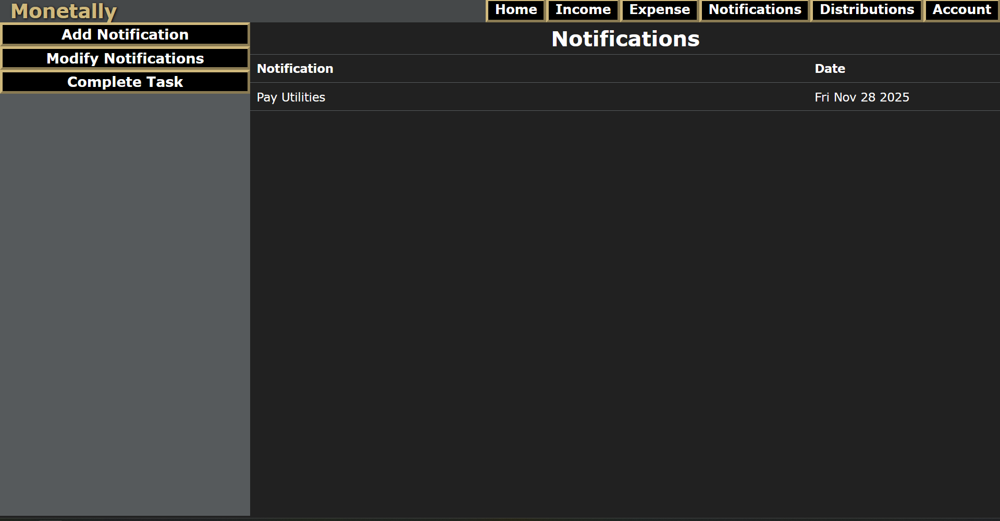 Monetally
Home Income Expense Notifications Distributions Account
Add Notification
Modify Notifications
Complete Task
Notifications
Notification Date
Pay Utilities Fri Nov 28 2025